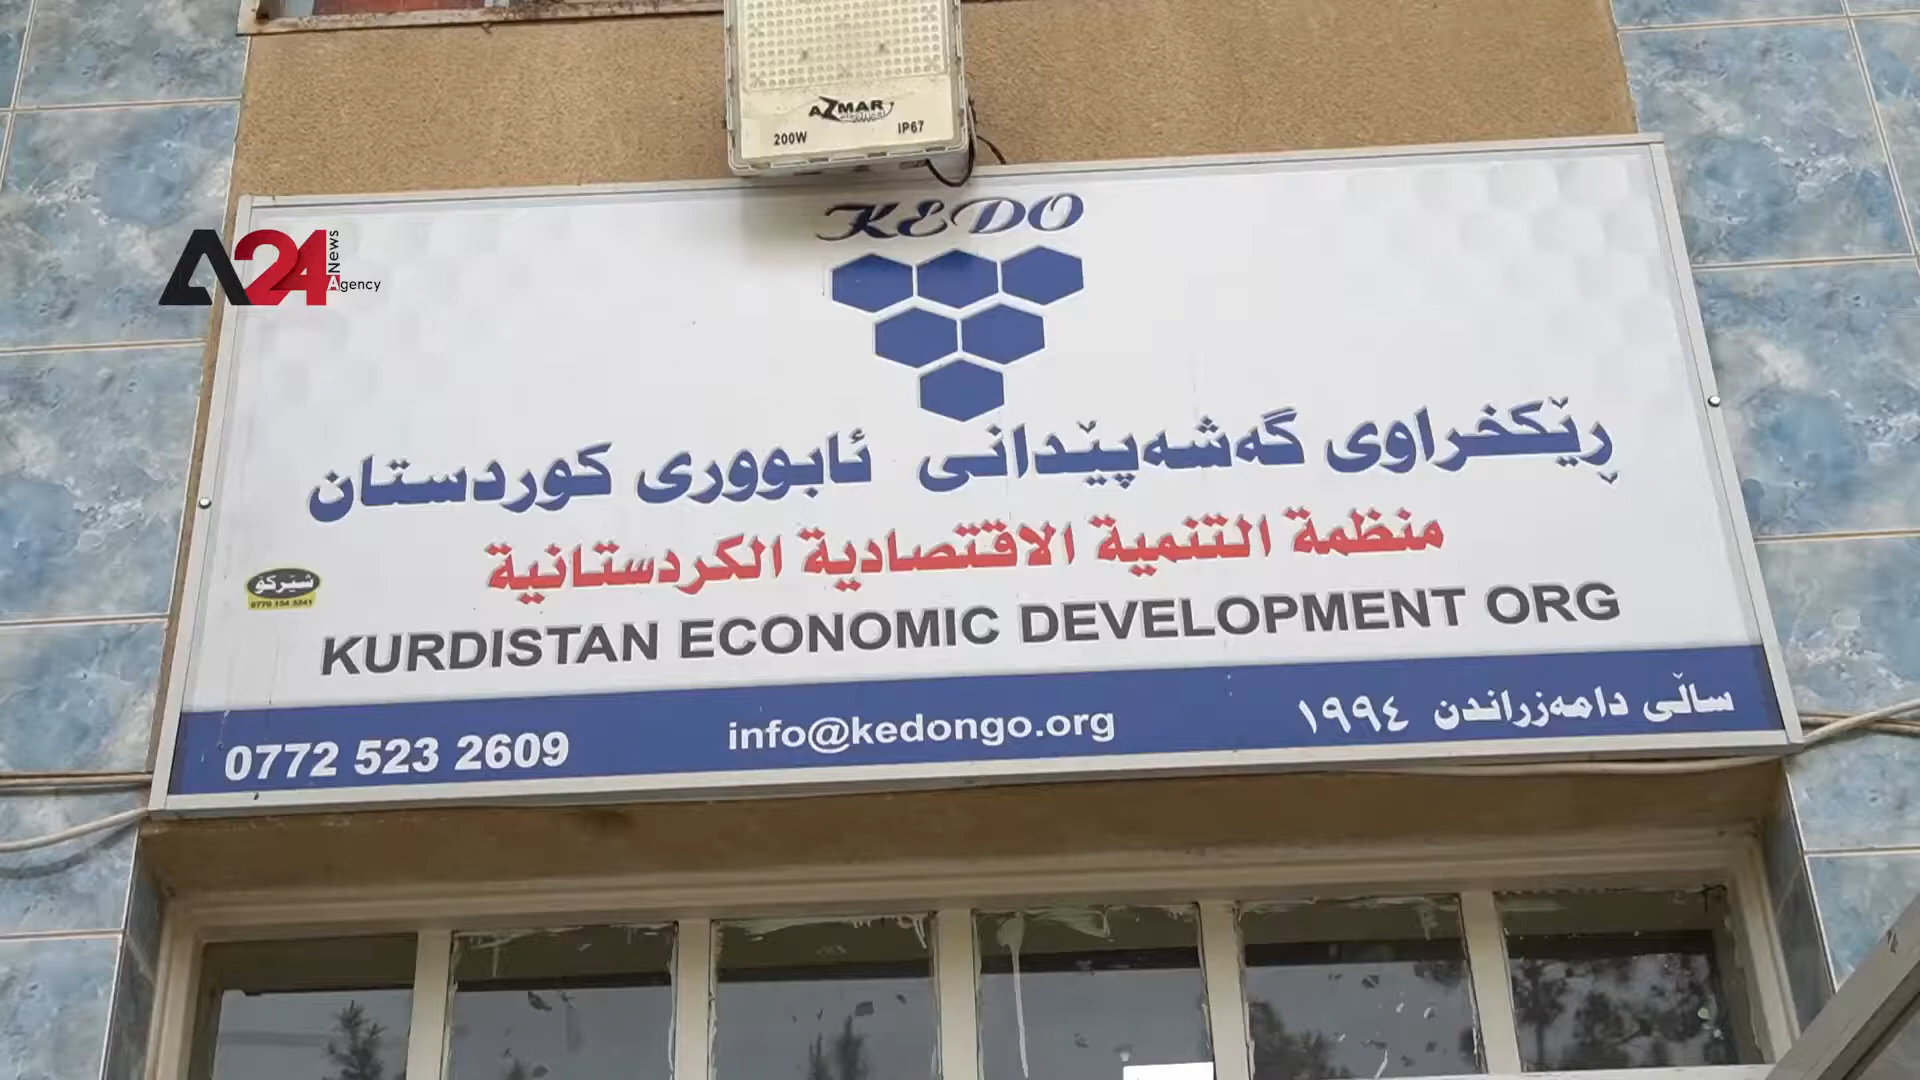 AZMAR
200W IP67
KEDO
A24 News Agency
ڕێکخراوی گەشەپێدانی ئابووری کوردستان
منظمة التنمية الاقتصادية الكردستانية
شێركۆ
KURDISTAN ECONOMIC DEVELOPMENT ORG
0772 523 2609 info@kedongo.org ساڵی دامەزراندن ١٩٩٤